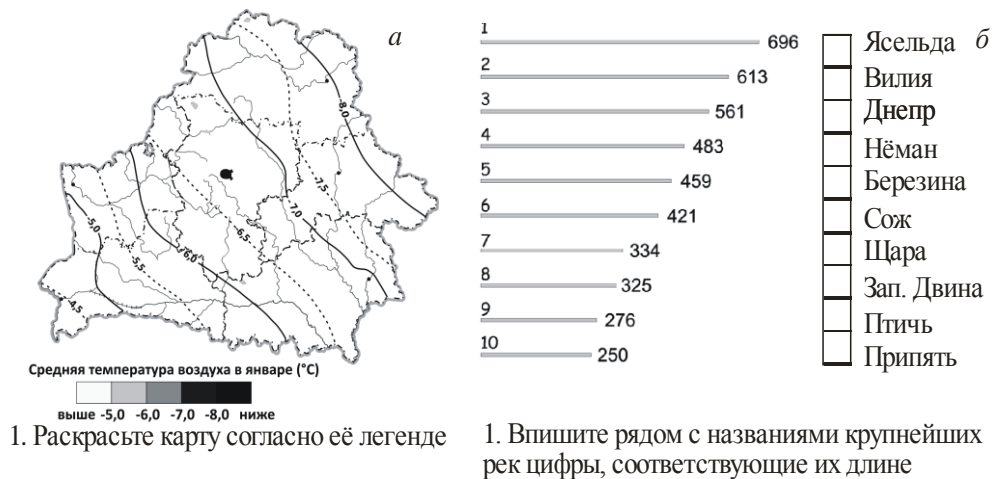 а
8,0
-7,5
7,0
-6,5
-6,0
-5,0
-5,5
-4,5
Средняя температура воздуха в январе (°C)
выше -5,0 -6,0 -7,0 -8,0 ниже
1. Раскрасьте карту согласно её легенде
1 696
2 613
3 561
4 483
5 459
6 421
7 334
8 325
9 276
10 250
Ясельда б
Вилия
Днепр
Нёман
Березина
Сож
Щара
Зап. Двина
Птичь
Припять
1. Впишите рядом с названиями крупнейших
рек цифры, соответствующие их длине